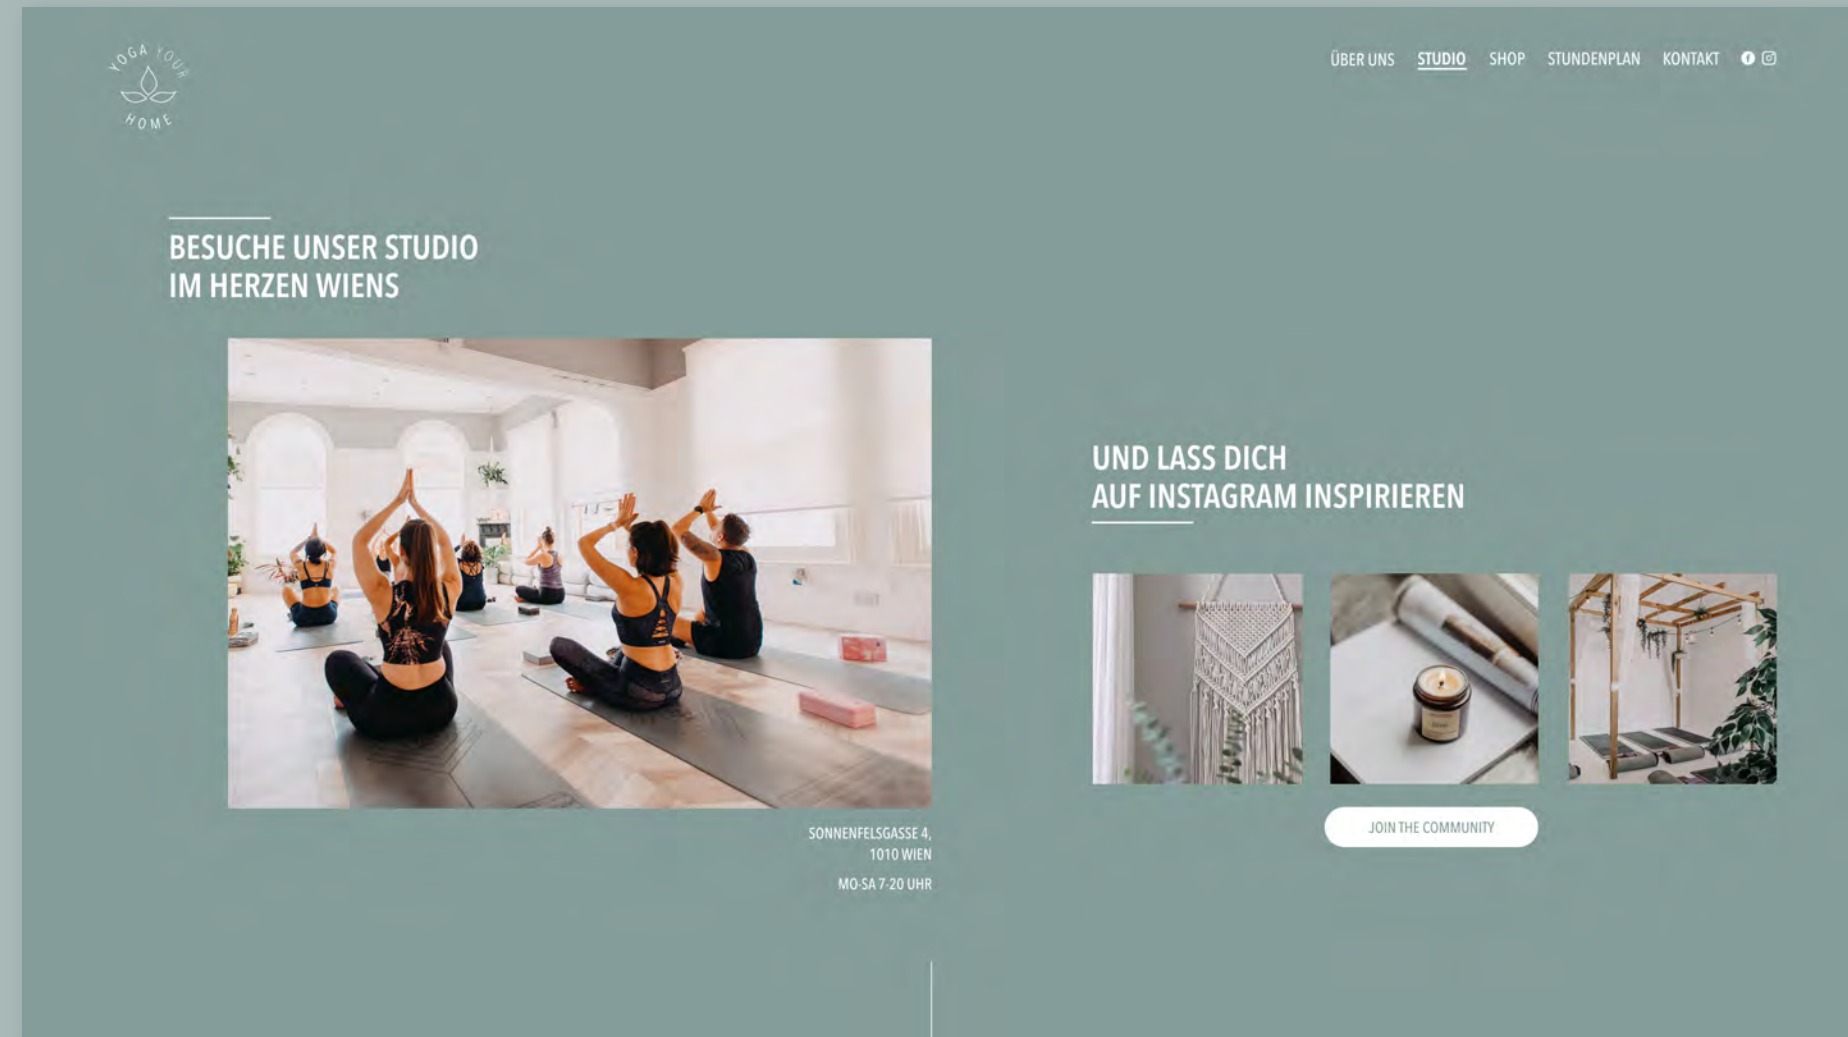 YOGA YOUR
HOME
ÜBER UNS STUDIO SHOP STUNDENPLAN KONTAKT
BESUCHE UNSER STUDIO
IM HERZEN WIENS
SONNENFELSGASSE 4,
1010 WIEN
MO-SA 7-20 UHR
UND LASS DICH
AUF INSTAGRAM INSPIRIEREN
JOIN THE COMMUNITY